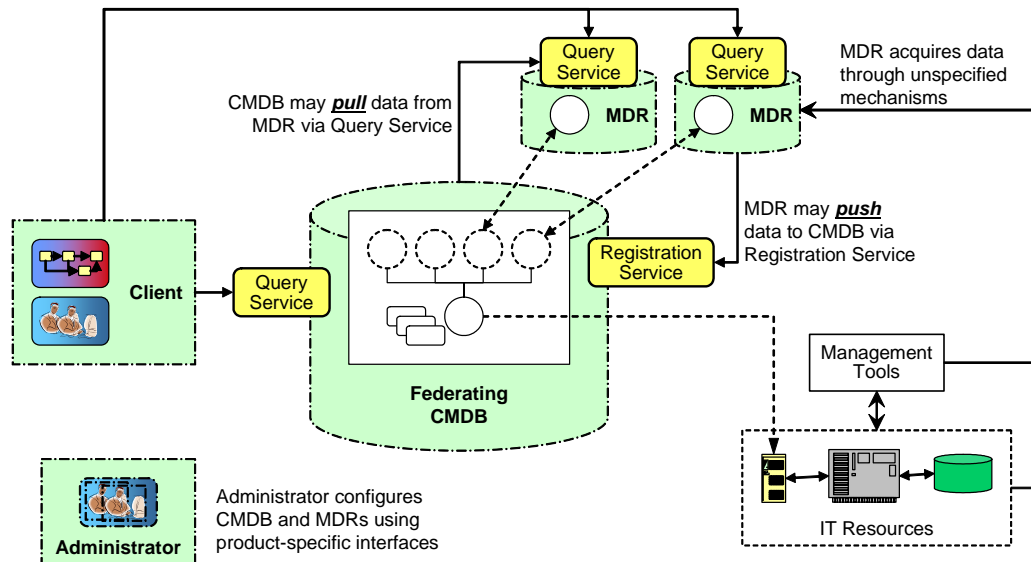 Query
Service
Query
Service
MDR acquires data
through unspecified
mechanisms
CMDB may pull data from
MDR via Query Service
MDR
MDR
MDR may push
data to CMDB via
Registration Service
Registration
Service
Client
Query
Service
Federating
CMDB
Management
Tools
IT Resources
Administrator
Administrator configures
CMDB and MDRs using
product-specific interfaces